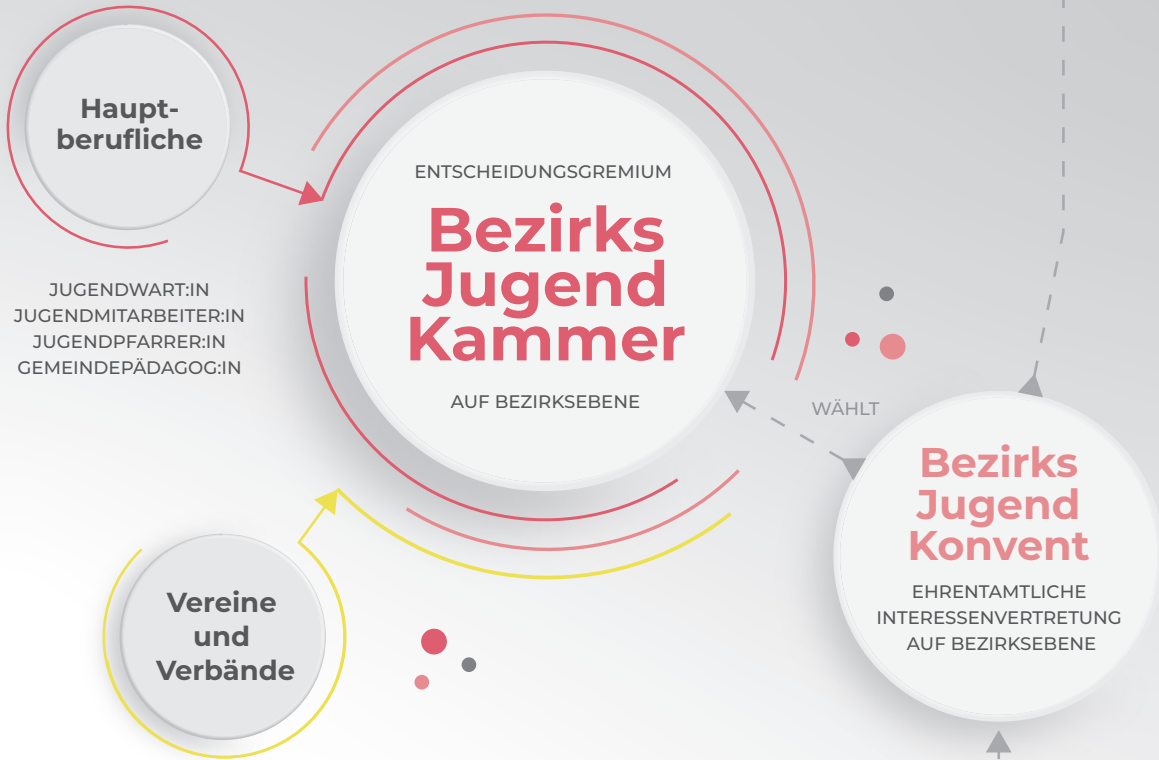 Haupt-
berufliche
JUGENDWART:IN
JUGENDMITARBEITER:IN
JUGENDPFARRER:IN
GEMEINDEPÄDAGOG:IN
ENTSCHEIDUNGSGREMIUM
Bezirks
Jugend
Kammer
AUF BEZIRKSEBENE
WÄHLT
Bezirks
Jugend
Konvent
EHRENTAMTLICHE
INTERESSENVERTRETUNG
AUF BEZIRKSEBENE
Vereine
und
Verbände